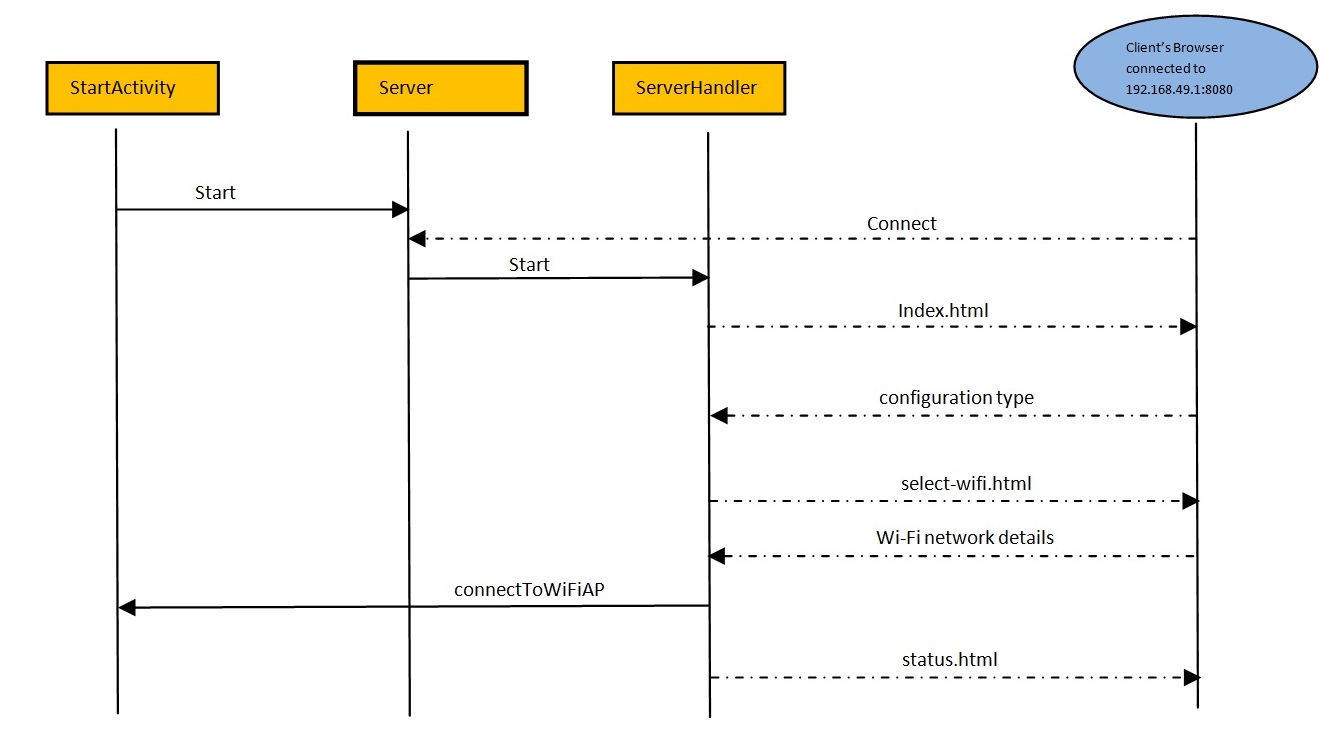 StartActivity
Server
ServerHandler
Client's Browser
connected to
192.168.49.1:8080
Start
Connect
Start
Index.html
configuration type
select-wifi.html
Wi-Fi network details
connectToWiFiAP
status.html